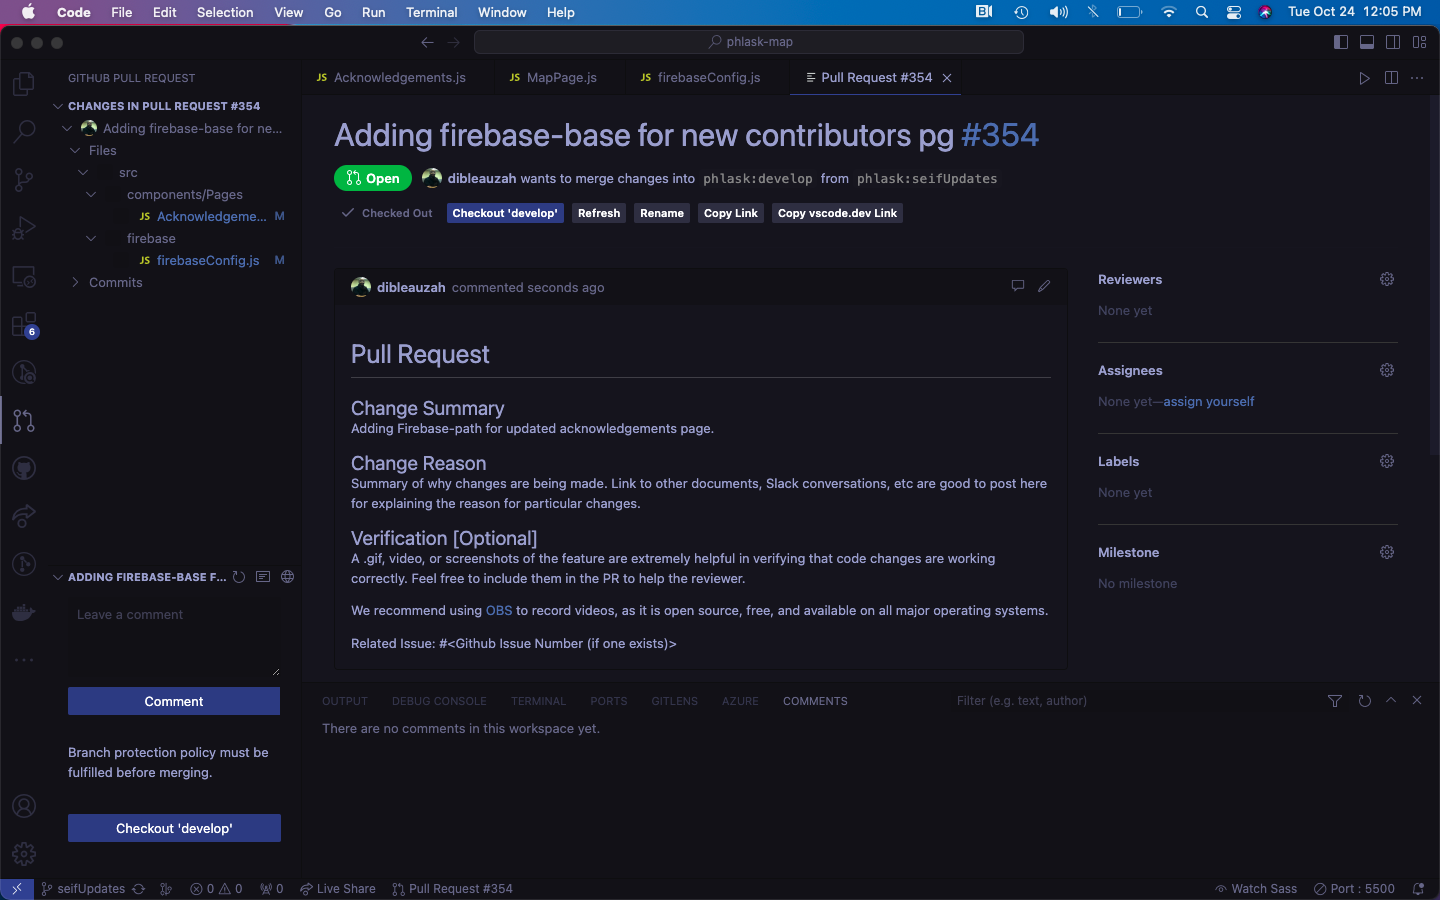 Code File Edit Selection View Go Run Terminal Window Help
Tue Oct 24 12:05 PM
phlask-map
GITHUB PULL REQUEST
CHANGES IN PULL REQUEST #354
Adding firebase-base for ne...
Files
src
components/Pages
JS Acknowledgeme... M
firebase
JS firebaseConfig.js M
Commits
6
JS Acknowledgements.js
JS MapPage.js
JS firebaseConfig.js
Pull Request #354
Adding firebase-base for new contributors pg #354
Open dibleauzah wants to merge changes into phlask:develop from phlask:seifUpdates
Checked Out Checkout 'develop' Refresh Rename Copy Link Copy vscode.dev Link
dibleauzah commented seconds ago
Pull Request
Change Summary
Adding Firebase-path for updated acknowledgements page.
Change Reason
Summary of why changes are being made. Link to other documents, Slack conversations, etc are good to post here
for explaining the reason for particular changes.
Verification [Optional]
A .gif, video, or screenshots of the feature are extremely helpful in verifying that code changes are working
correctly. Feel free to include them in the PR to help the reviewer.
We recommend using OBS to record videos, as it is open source, free, and available on all major operating systems.
Related Issue: #<Github Issue Number (if one exists)>
Reviewers
None yet
Assignees
None yet—assign yourself
Labels
None yet
Milestone
No milestone
ADDING FIREBASE-BASE F...
Leave a comment
Comment
Branch protection policy must be
fulfilled before merging.
Checkout 'develop'
OUTPUT DEBUG CONSOLE TERMINAL PORTS GITLENS AZURE COMMENTS
Filter (e.g. text, author)
There are no comments in this workspace yet.
seifUpdates 0 0 0 Live Share Pull Request #354
Watch Sass Port : 5500